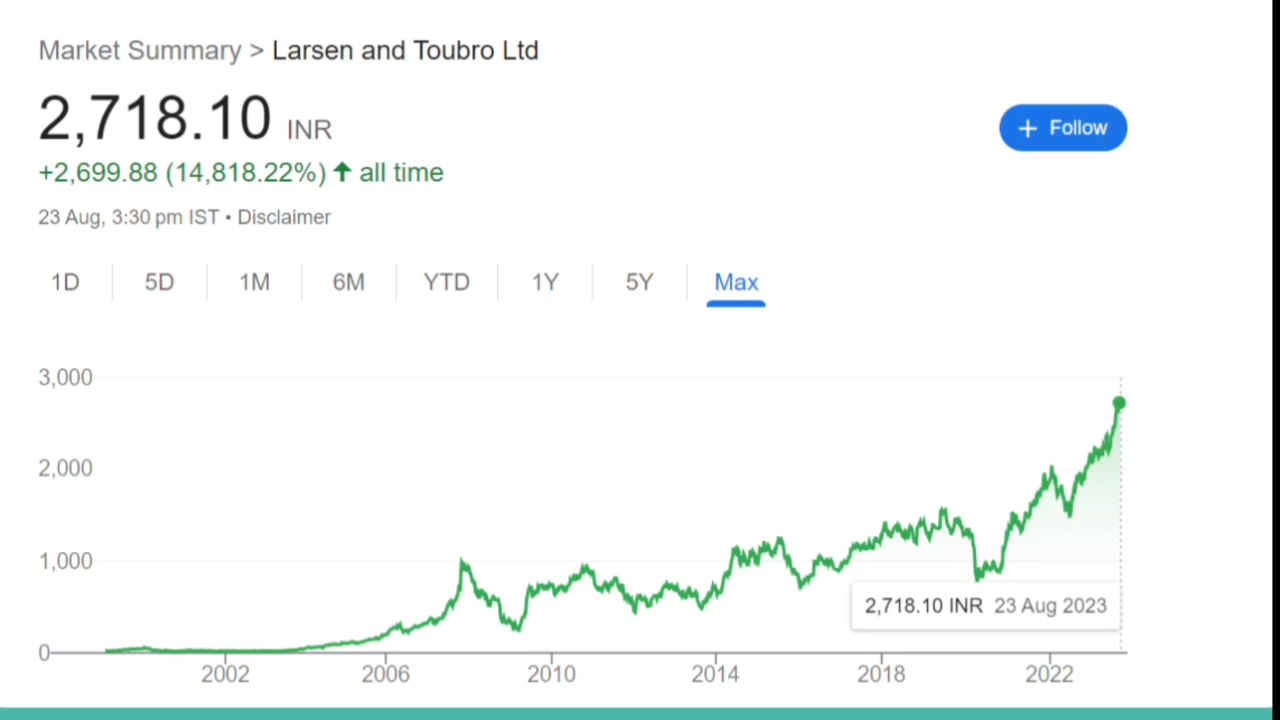 Market Summary > Larsen and Toubro Ltd
2,718.10 INR
+ Follow
+2,699.88 (14,818.22%) ↑ all time
23 Aug, 3:30 pm IST • Disclaimer
1D 5D 1M 6M YTD 1Y 5Y Max
3,000
2,000
1,000
2,718.10 INR 23 Aug 2023
0
2002 2006 2010 2014 2018 2022